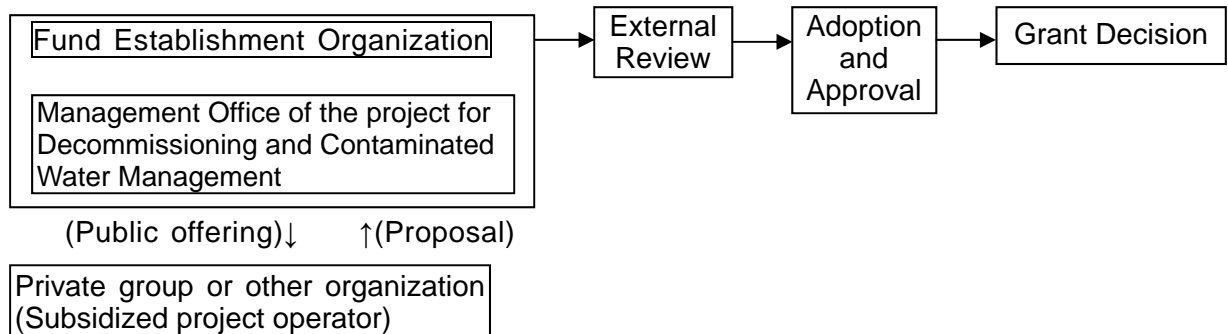 Fund Establishment Organization
Management Office of the project for
Decommissioning and Contaminated
Water Management
(Public offering)↓ ↑(Proposal)
Private group or other organization
(Subsidized project operator)
External
Review
Adoption
and
Approval
Grant Decision